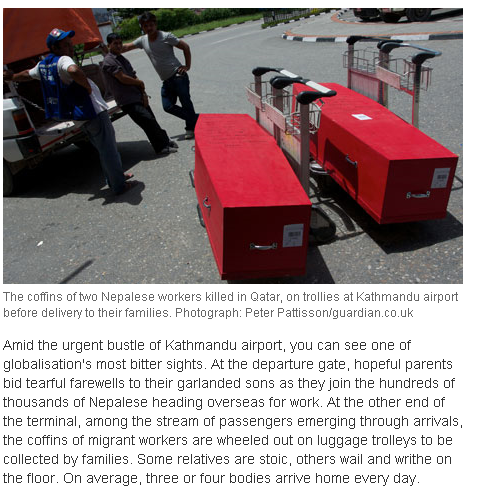 The coffins of two Nepalese workers killed in Qatar, on trollies at Kathmandu airport
before delivery to their families. Photograph: Peter Pattisson/guardian.co.uk
Amid the urgent bustle of Kathmandu airport, you can see one of
globalisation's most bitter sights. At the departure gate, hopeful parents
bid tearful farewells to their garlanded sons as they join the hundreds of
thousands of Nepalese heading overseas for work. At the other end of
the terminal, among the stream of passengers emerging through arrivals,
the coffins of migrant workers are wheeled out on luggage trolleys to be
collected by families. Some relatives are stoic, others wail and writhe on
the floor. On average, three or four bodies arrive home every day.